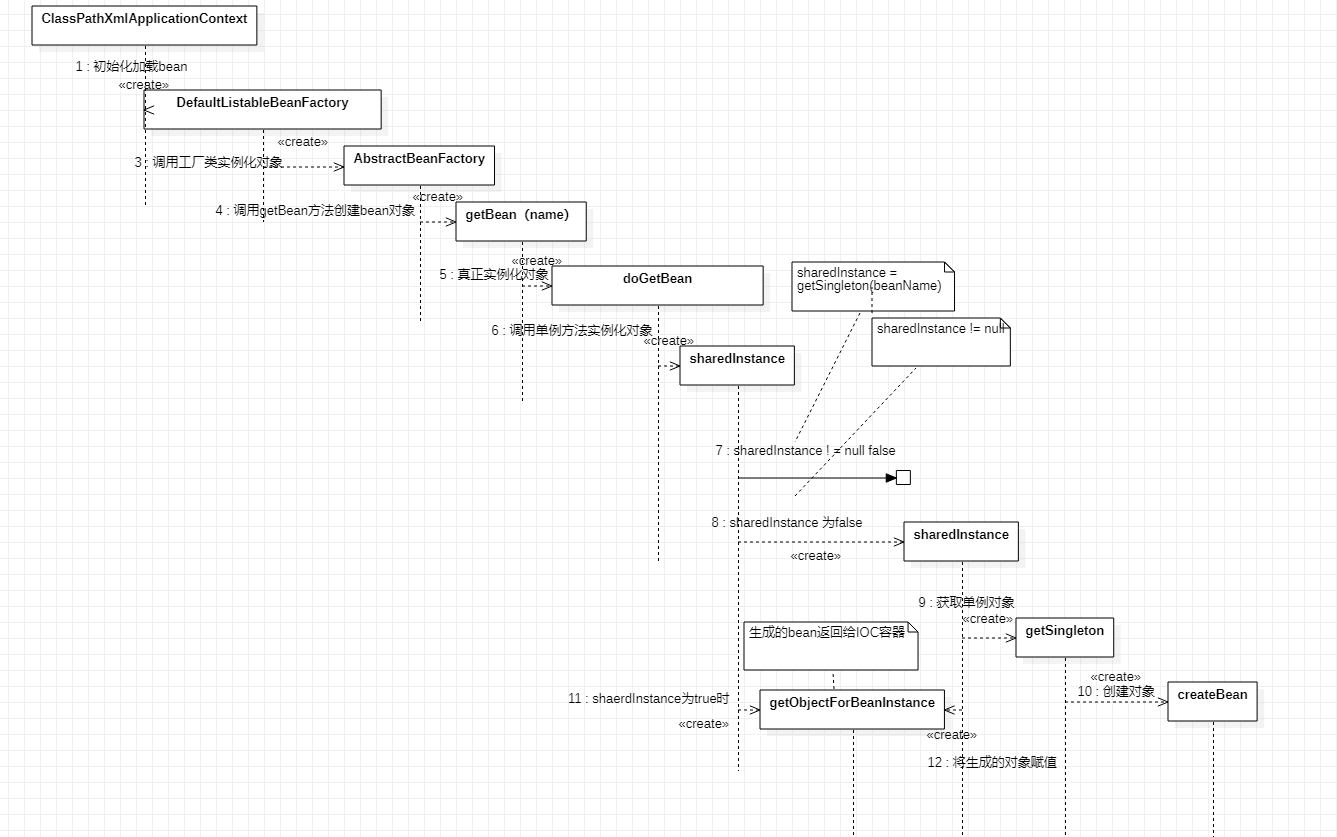 ClassPathXmlApplicationContext
1 : 初始化加载bean
«create»
DefaultListableBeanFactory
«create»
3 : 调用工厂类实例化对象
AbstractBeanFactory
«create»
4 : 调用getBean方法创建bean对象
getBean（name）
«create»
5 : 真正实例化对象
doGetBean
sharedInstance =
getSingleton(beanName)
sharedInstance != null
6 : 调用单例方法实例化对象
«create»
sharedInstance
7 : sharedInstance ! = null false
8 : sharedInstance 为false
sharedInstance
«create»
9 : 获取单例对象
«create»
getSingleton
生成的bean返回给IOC容器
«create»
10 : 创建对象
createBean
11 : shaerdInstance为true时
getObjectForBeanInstance
«create»
«create»
12 : 将生成的对象赋值